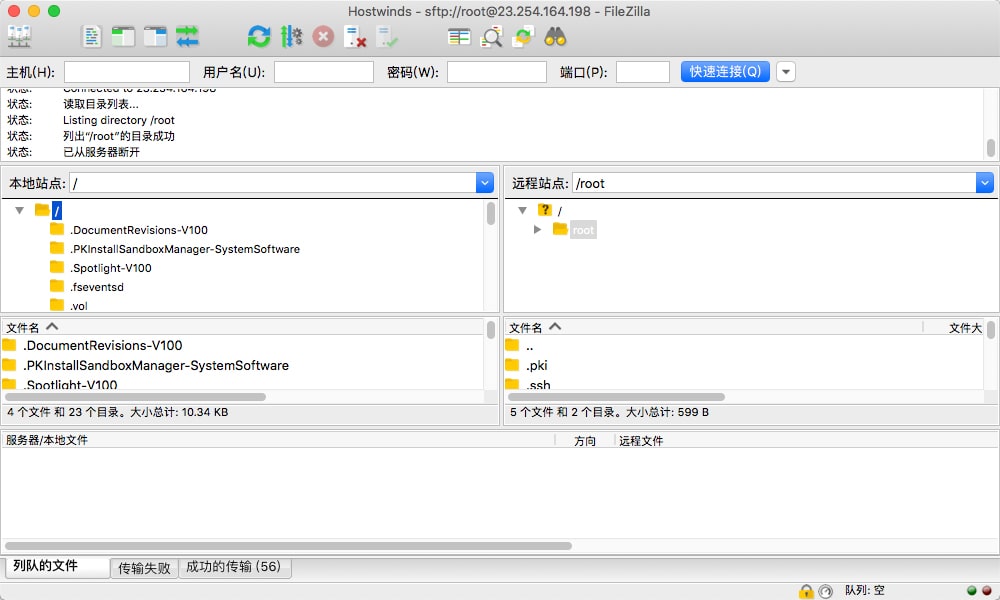 Hostwinds - sftp://root@23.254.164.198 - FileZilla
主机(H): 用户名(U): 密码(W): 端口(P): 快速连接(Q)
状态: Connected to 23.254.164.198
状态: 读取目录列表...
状态: Listing directory /root
状态: 列出“/root”的目录成功
状态: 已从服务器断开
本地站点: /
/
.DocumentRevisions-V100
.PKInstallSandboxManager-SystemSoftware
.Spotlight-V100
.fseventsd
.vol
远程站点: /root
?
/
root
文件名
.DocumentRevisions-V100
.PKInstallSandboxManager-SystemSoftware
.Spotlight-V100
4 个文件 和 23 个目录。大小总计: 10.34 KB
文件名 文件大
..
.pki
.ssh
5 个文件 和 2 个目录。大小总计: 599 B
服务器/本地文件 方向 远程文件
列队的文件 传输失败 成功的传输 (56)
队列: 空